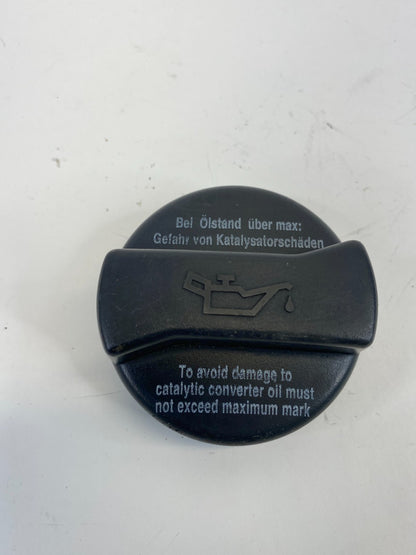 Bei Ölstand über max:
Gefahr von Katalysatorschäden
To avoid damage to
catalytic converter oil must
not exceed maximum mark